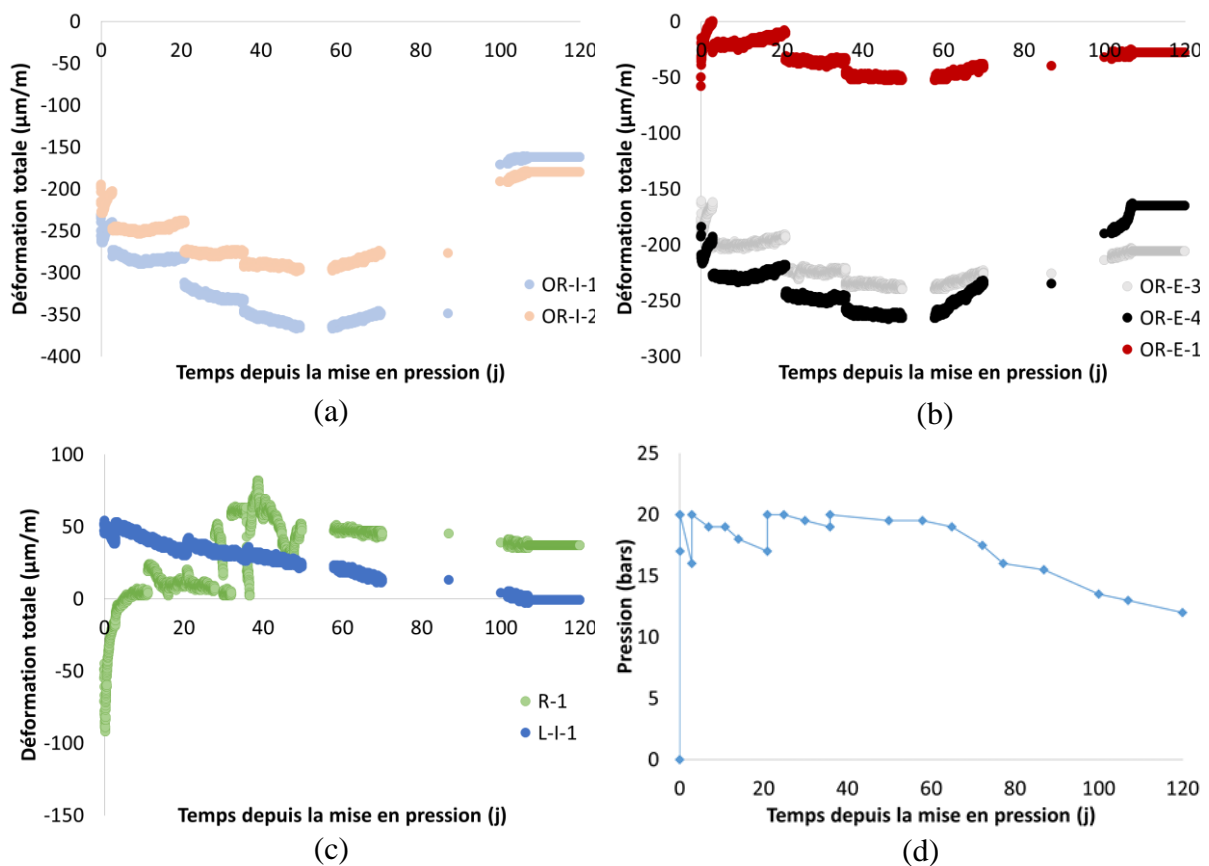 0
-50
-100
-150
-200
-250
-300
-350
-400
0 20 40 60 80 100 120
Déformation totale (µm/m)
OR-I-1
OR-I-2
Temps depuis la mise en pression (j)
(a)
0
-50
-100
-150
-200
-250
-300
0 20 40 60 80 100 120
Déformation totale (µm/m)
OR-E-3
OR-E-4
OR-E-1
Temps depuis la mise en pression (j)
(b)
100
50
0
-50
-100
-150
0 20 40 60 80 100 120
Déformation totale (µm/m)
R-1
L-I-1
Temps depuis la mise en pression (j)
(c)
25
20
15
10
5
0
0 20 40 60 80 100 120
Pression (bars)
Temps depuis la mise en pression (j)
(d)